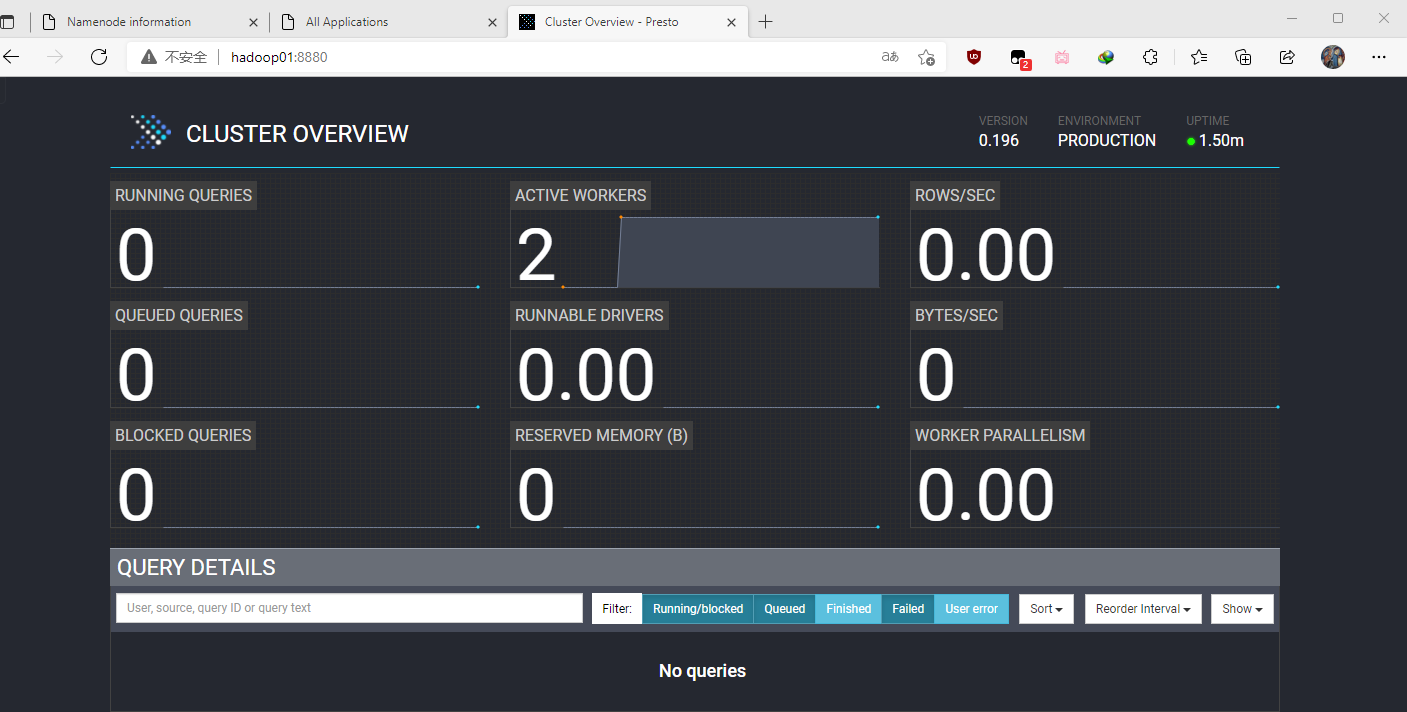 Namenode information
All Applications
Cluster Overview - Presto
不安全
hadoop01:8880
aあ
2
CLUSTER OVERVIEW
VERSION
0.196
ENVIRONMENT
PRODUCTION
UPTIME
1.50m
RUNNING QUERIES
0
ACTIVE WORKERS
2
ROWS/SEC
0.00
QUEUED QUERIES
0
RUNNABLE DRIVERS
0.00
BYTES/SEC
0
BLOCKED QUERIES
0
RESERVED MEMORY (B)
0
WORKER PARALLELISM
0.00
QUERY DETAILS
User, source, query ID or query text
Filter:
Running/blocked
Queued
Finished
Failed
User error
Sort
Reorder Interval
Show
No queries